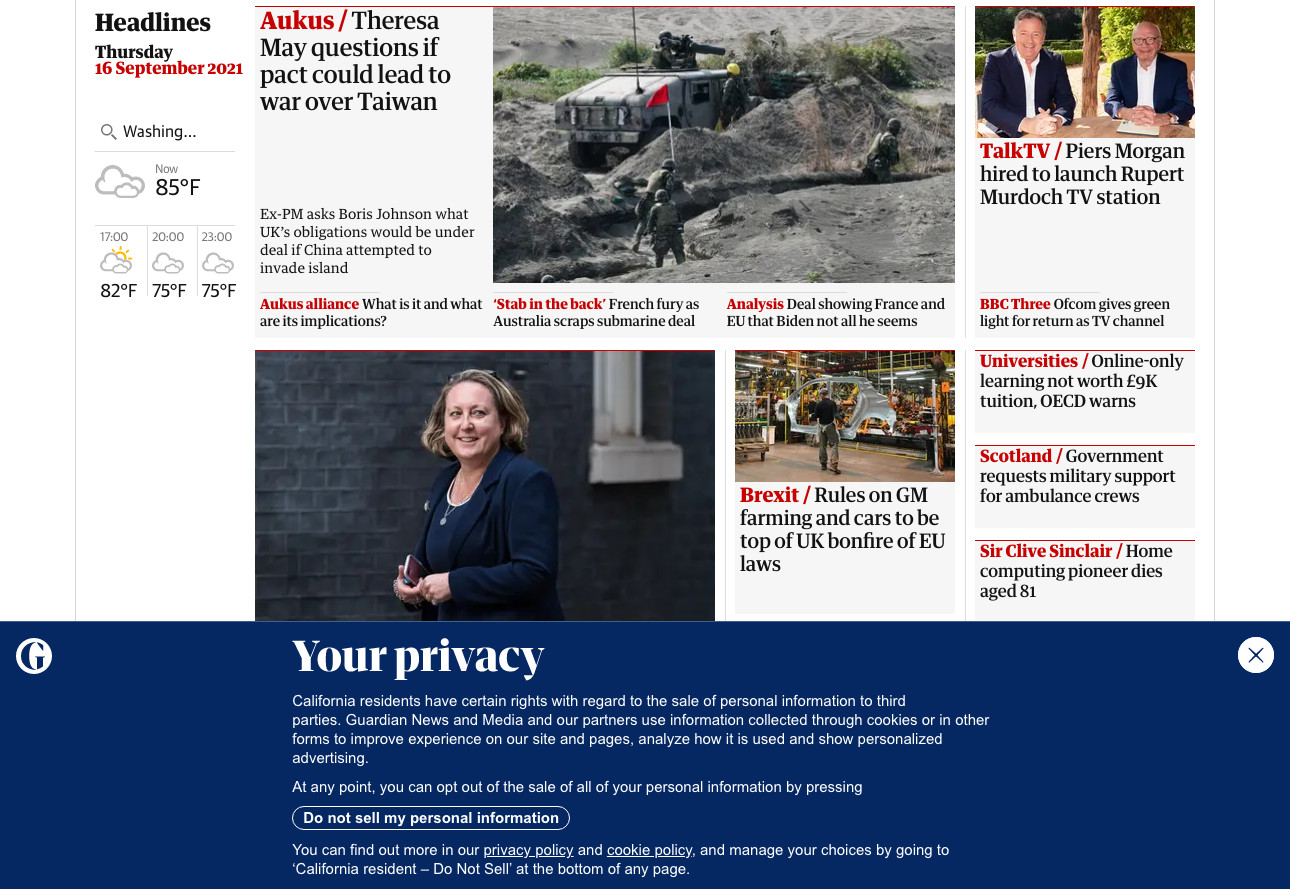 Headlines
Thursday
16 September 2021
Washing...
Now
85°F
17:00
20:00
23:00
82°F
75°F
75°F
Aukus / Theresa
May questions if
pact could lead to
war over Taiwan
Ex-PM asks Boris Johnson what
UK’s obligations would be under
deal if China attempted to
invade island
Aukus alliance What is it and what
are its implications?
‘Stab in the back’ French fury as
Australia scraps submarine deal
Analysis Deal showing France and
EU that Biden not all he seems
TalkTV / Piers Morgan
hired to launch Rupert
Murdoch TV station
BBC Three Ofcom gives green
light for return as TV channel
Brexit / Rules on GM
farming and cars to be
top of UK bonfire of EU
laws
Universities / Online-only
learning not worth £9K
tuition, OECD warns
Scotland / Government
requests military support
for ambulance crews
Sir Clive Sinclair / Home
computing pioneer dies
aged 81
Your privacy
California residents have certain rights with regard to the sale of personal information to third
parties. Guardian News and Media and our partners use information collected through cookies or in other
forms to improve experience on our site and pages, analyze how it is used and show personalized
advertising.
At any point, you can opt out of the sale of all of your personal information by pressing
Do not sell my personal information
You can find out more in our privacy policy and cookie policy, and manage your choices by going to
‘California resident – Do Not Sell’ at the bottom of any page.